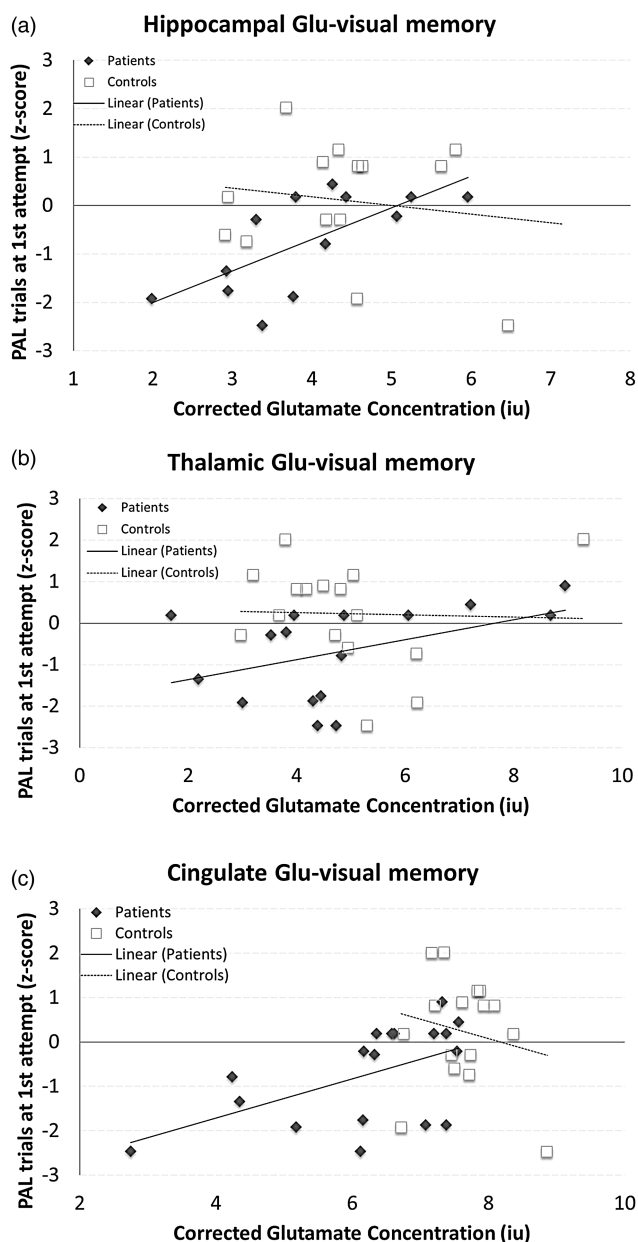 (a)
Hippocampal Glu-visual memory
PAL trials at 1st attempt (z-score)
3
2
1
0
-1
-2
-3
Patients
Controls
Linear (Patients)
Linear (Controls)
1 2 3 4 5 6 7 8
Corrected Glutamate Concentration (iu)
(b)
Thalamic Glu-visual memory
PAL trials at 1st attempt (z-score)
3
2
1
0
-1
-2
-3
Patients
Controls
Linear (Patients)
Linear (Controls)
0 2 4 6 8 10
Corrected Glutamate Concentration (iu)
(c)
Cingulate Glu-visual memory
PAL trials at 1st attempt (z-score)
3
2
1
0
-1
-2
-3
Patients
Controls
Linear (Patients)
Linear (Controls)
2 4 6 8 10
Corrected Glutamate Concentration (iu)